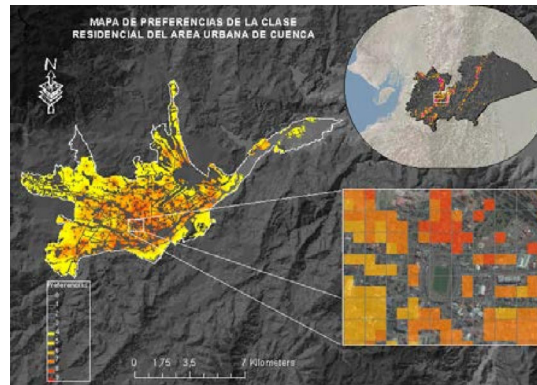 MAPA DE PREFERENCIAS DE LA CLASE
RESIDENCIAL DEL AREA URBANA DE CUENCA
N
Preferencias
0 1.75 3.5 7 Kilometers